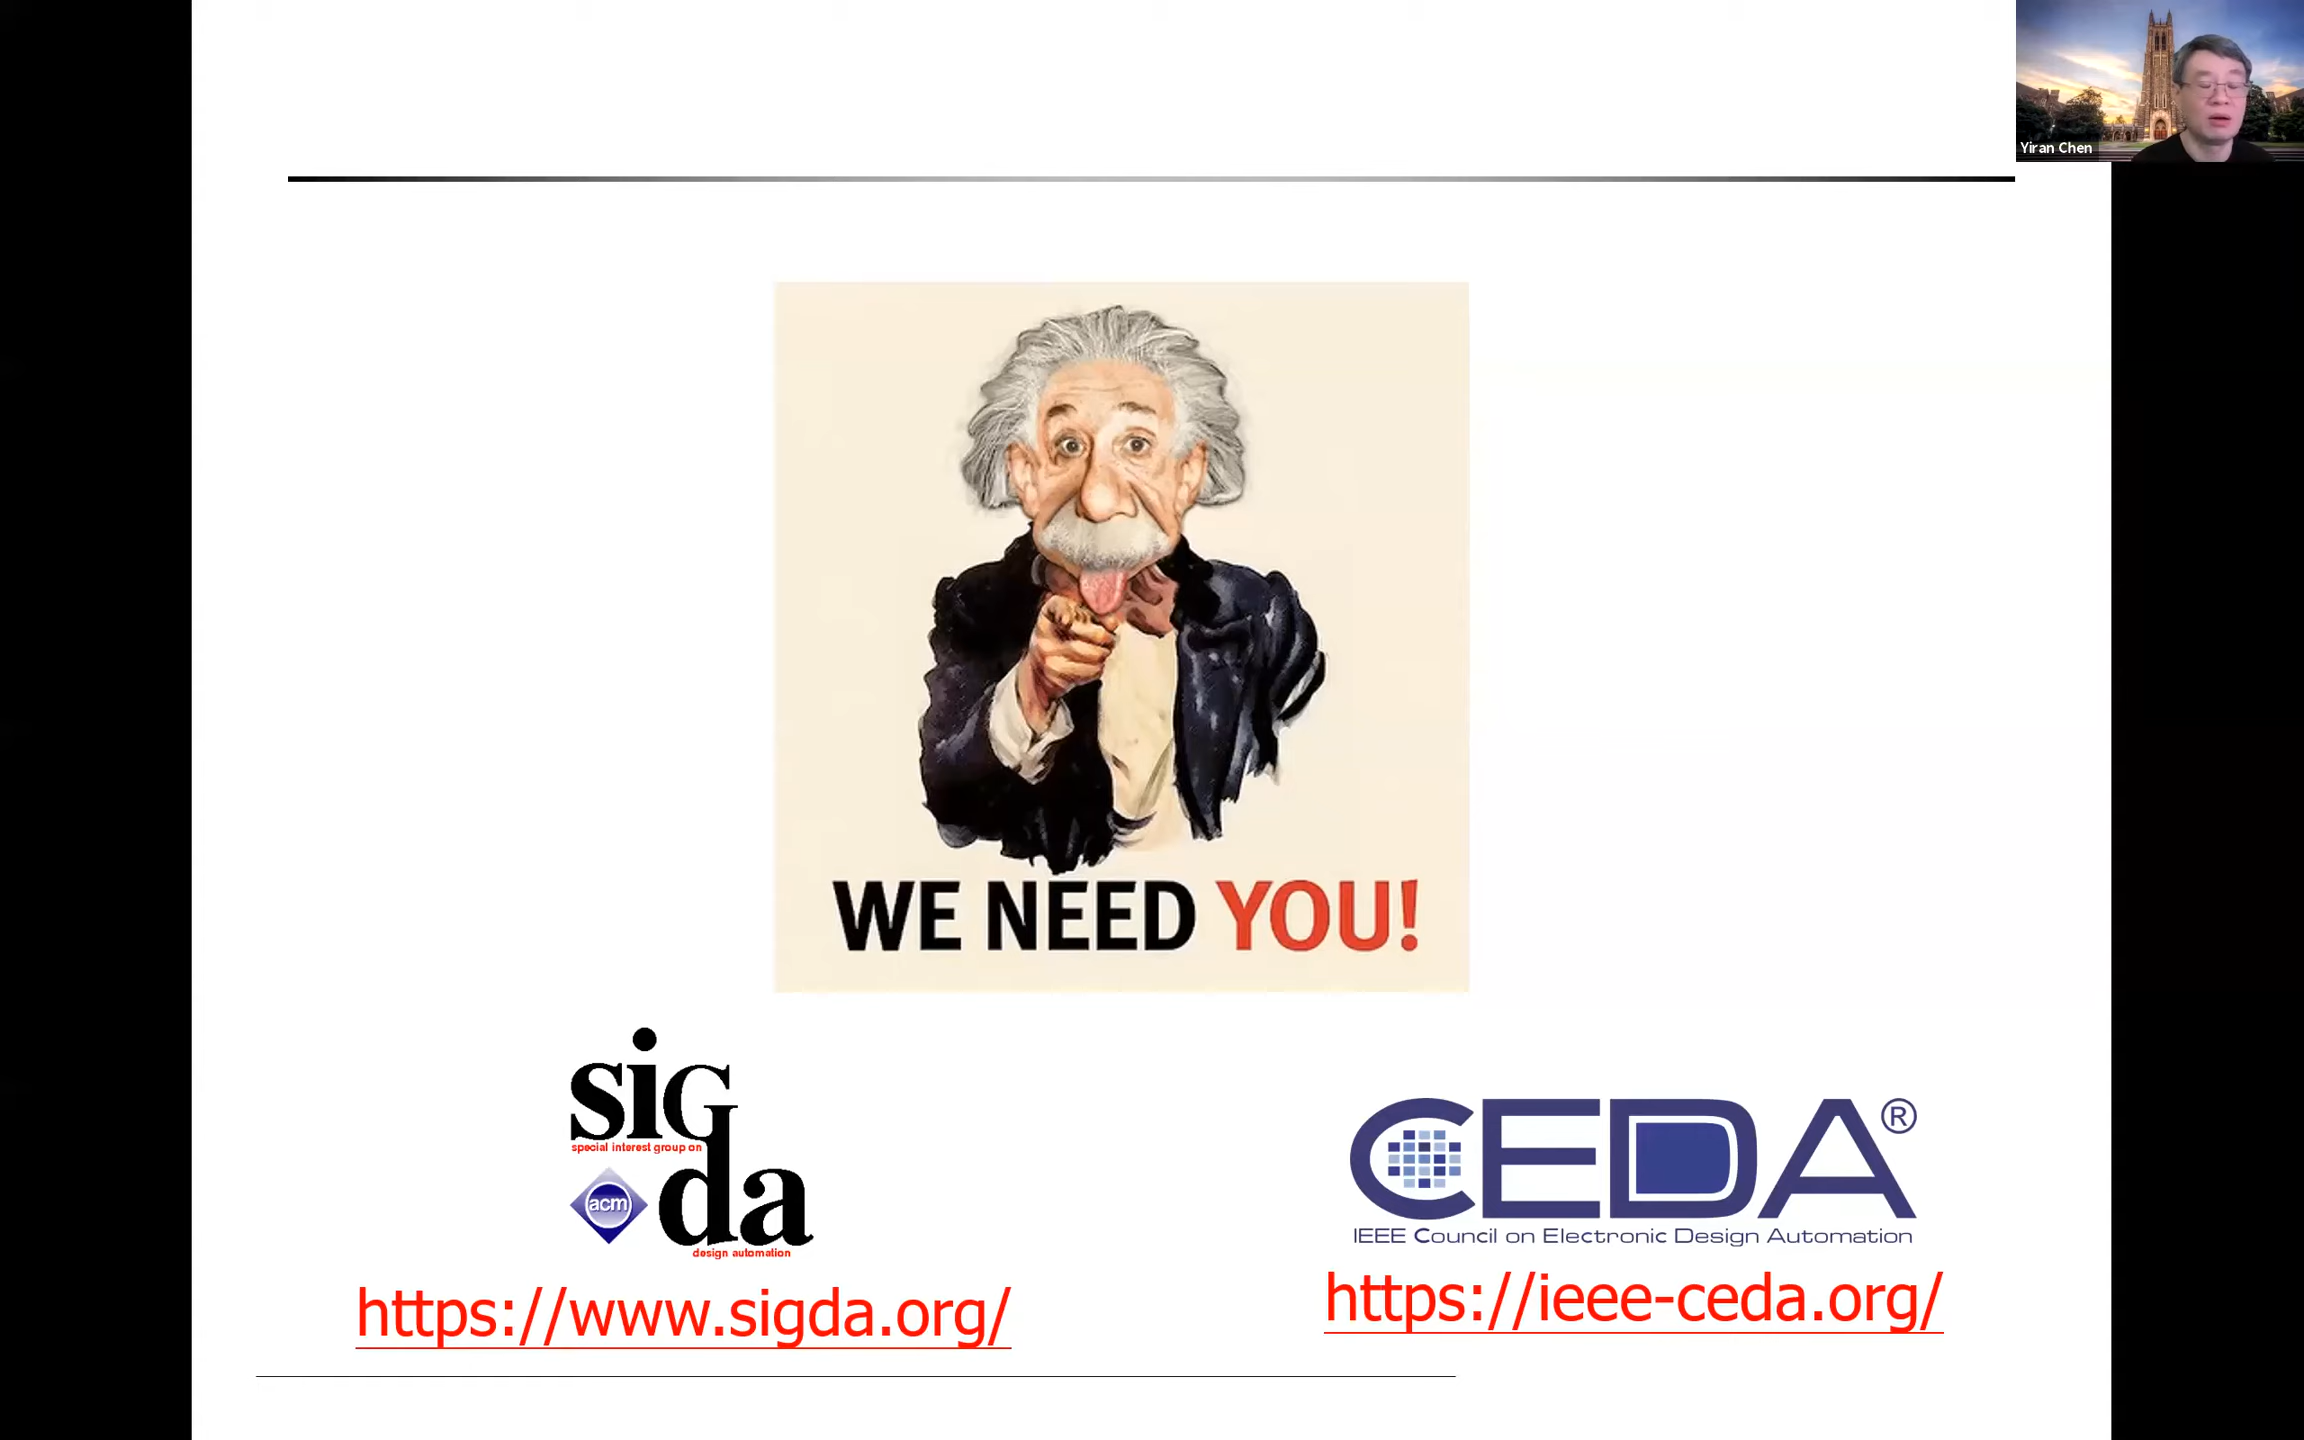 Yiran Chen
WE NEED YOU!
sig
special interest group on
acm
da
design automation
https://www.sigda.org/
CEDA®
IEEE Council on Electronic Design Automation
https://ieee-ceda.org/